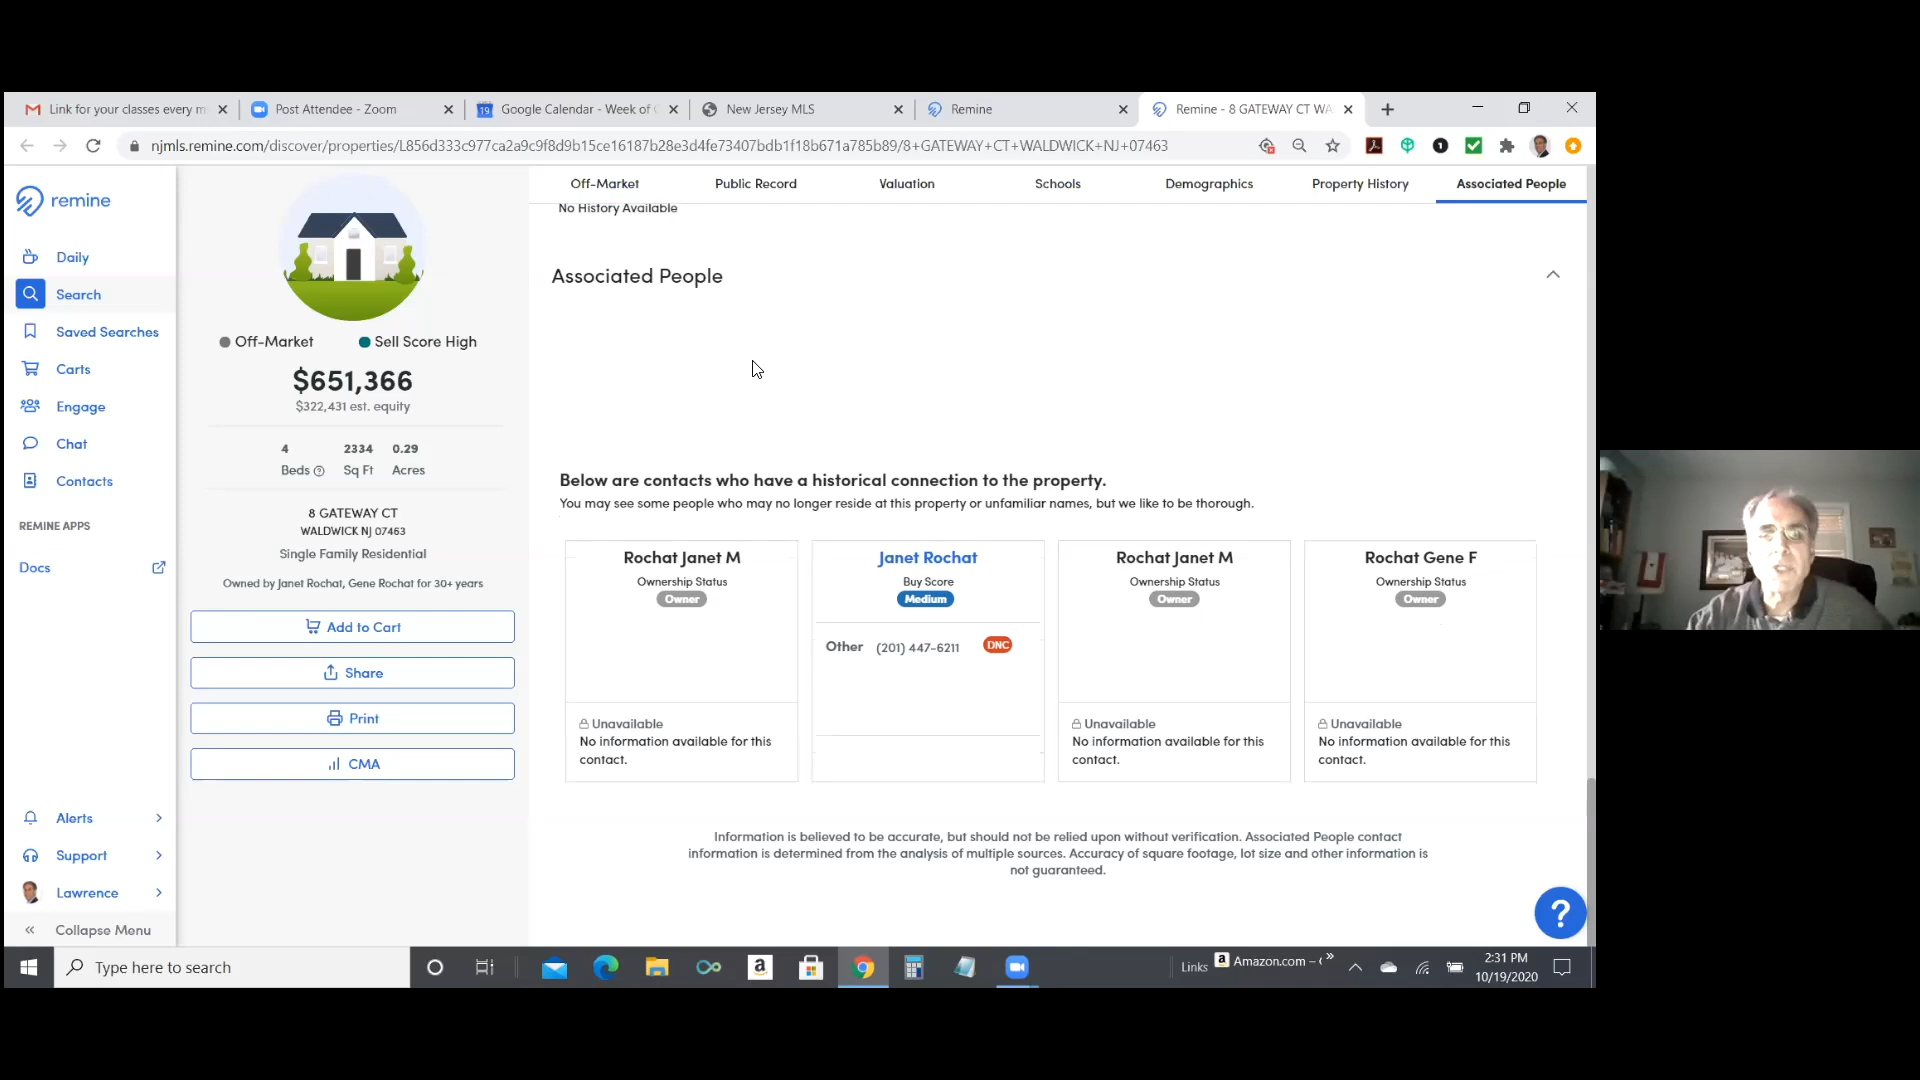 Link for your classes every m
Post Attendee - Zoom
19
Google Calendar - Week of
New Jersey MLS
Remine
Remine - 8 GATEWAY CT WA
njmls.remine.com/discover/properties/L856d333c977ca2a9c9f8d9b15ce16187b28e3d4fe73407bdb1f18b671a785b89/8+GATEWAY+CT+WALDWICK+NJ+07463
remine
Daily
Search
Saved Searches
Carts
Engage
Chat
Contacts
REMINE APPS
Docs
Alerts
Support
Lawrence
Collapse Menu
Off-Market
Sell Score High
$651,366
$322,431 est. equity
4
2334
0.29
Beds
Sq Ft
Acres
8 GATEWAY CT
WALDWICK NJ 07463
Single Family Residential
Owned by Janet Rochat, Gene Rochat for 30+ years
Add to Cart
Share
Print
CMA
Off-Market
Public Record
Valuation
Schools
Demographics
Property History
Associated People
No History Available
Associated People
Below are contacts who have a historical connection to the property.
You may see some people who may no longer reside at this property or unfamiliar names, but we like to be thorough.
Rochat Janet M
Ownership Status
Owner
Unavailable
No information available for this
contact.
Janet Rochat
Buy Score
Medium
Other (201) 447-6211 DNC
Rochat Janet M
Ownership Status
Owner
Unavailable
No information available for this
contact.
Rochat Gene F
Ownership Status
Owner
Unavailable
No information available for this
contact.
Information is believed to be accurate, but should not be relied upon without verification. Associated People contact
information is determined from the analysis of multiple sources. Accuracy of square footage, lot size and other information is
not guaranteed.
?
Type here to search
Links
Amazon.com –
2:31 PM
10/19/2020